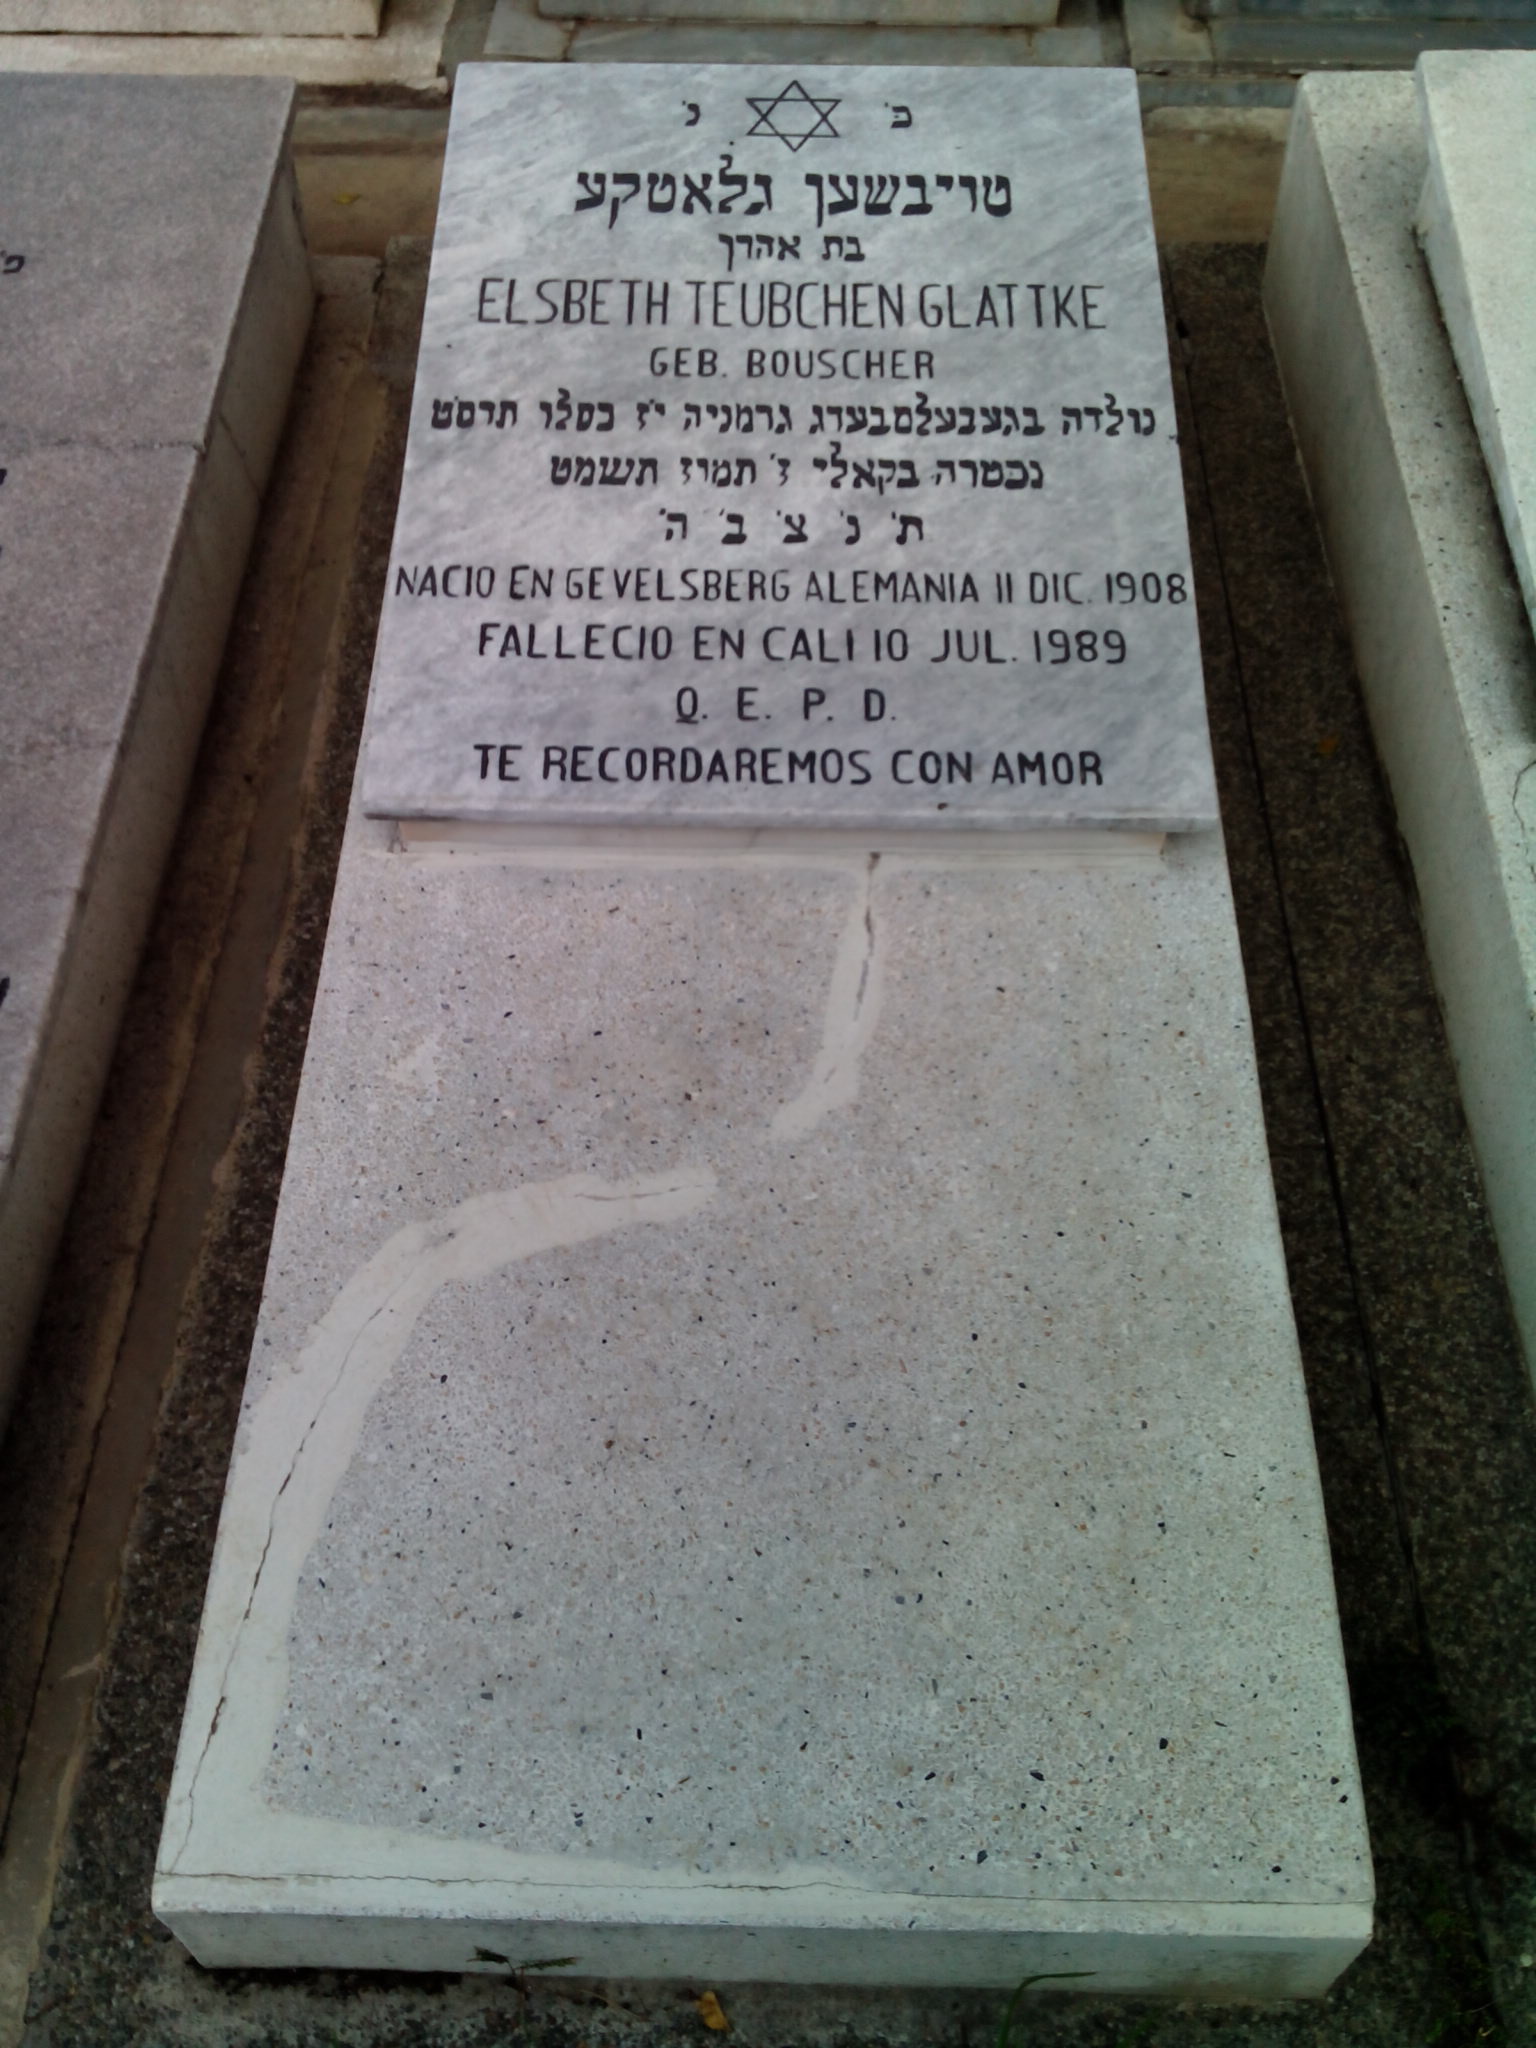 פ׳ נ׳
טויבשען גלאטקע
בת אהרן
ELSBETH TEUBCHEN GLATTKE
GEB. BOUSCHER
נולדה בגעבעלסבערג גרמניה י״ז כסלו תרסט
נפטרה בקאלי ז׳ תמוז תשמט
ת׳ נ׳ צ׳ ב׳ ה׳
NACIO EN GEVELSBERG ALEMANIA 11 DIC. 1908
FALLECIO EN CALI 10 JUL. 1989
Q. E. P. D.
TE RECORDAREMOS CON AMOR